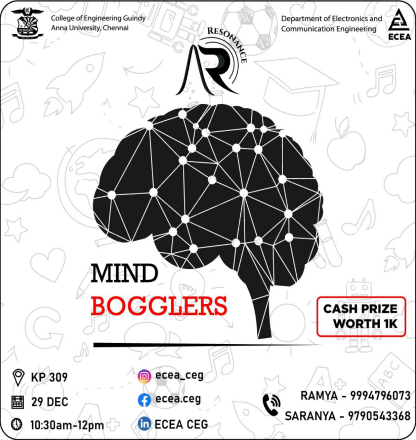 College of Engineering Guindy
Anna University, Chennai
Department of Electronics and
Communication Engineering
ECEA
RESONANCE
AR
MIND
BOGGLERS
CASH PRIZE
WORTH 1K
KP 309
29 DEC
10:30am-12pm
ecea_ceg
ecea.ceg
ECEA CEG
RAMYA - 9994796073
SARANYA - 9790543368